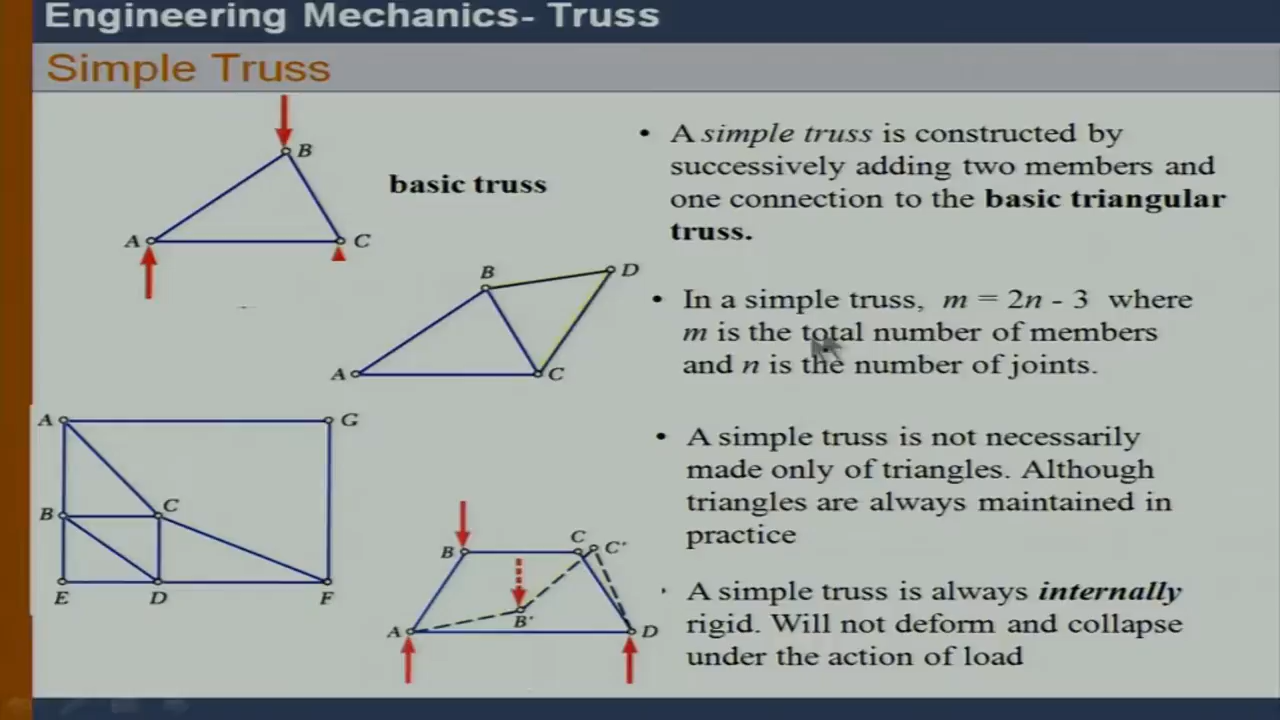 Engineering Mechanics- Truss
Simple Truss
B
basic truss
A
C
B
D
A
C
A
G
B
C
E
D
F
B
C
C'
B'
A
D
• A simple truss is constructed by
successively adding two members and
one connection to the basic triangular
truss.
• In a simple truss, m = 2n - 3 where
m is the total number of members
and n is the number of joints.
• A simple truss is not necessarily
made only of triangles. Although
triangles are always maintained in
practice
• A simple truss is always internally
rigid. Will not deform and collapse
under the action of load